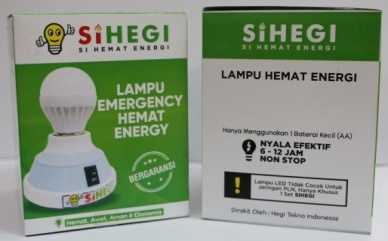 SiHEGI
SI HEMAT ENERGI
LAMPU
EMERGENCY
HEMAT
ENERGY
BERGARANSI
SiHEGI
Hemat, Awet, Aman & Ekonomis
SiHEGI
SI HEMAT ENERGI
LAMPU HEMAT ENERGI
Hanya Menggunakan 1 Baterai Kecil (AA)
NYALA EFEKTIF
6 - 12 JAM
NON STOP
Lampu LED Tidak Cocok Untuk
Jaringan PLN, Hanya Khusus
1 Set SIHEGI
Dirakit Oleh : Hegi Tekno Indonesia